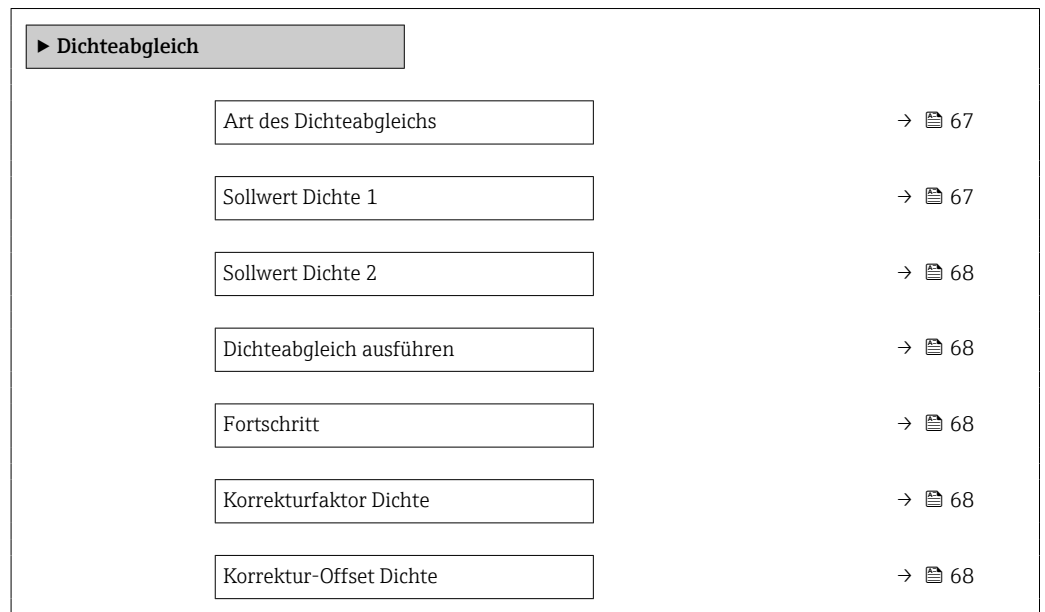 ▶ Dichteabgleich
Art des Dichteabgleichs → 67
Sollwert Dichte 1 → 67
Sollwert Dichte 2 → 68
Dichteabgleich ausführen → 68
Fortschritt → 68
Korrekturfaktor Dichte → 68
Korrektur-Offset Dichte → 68